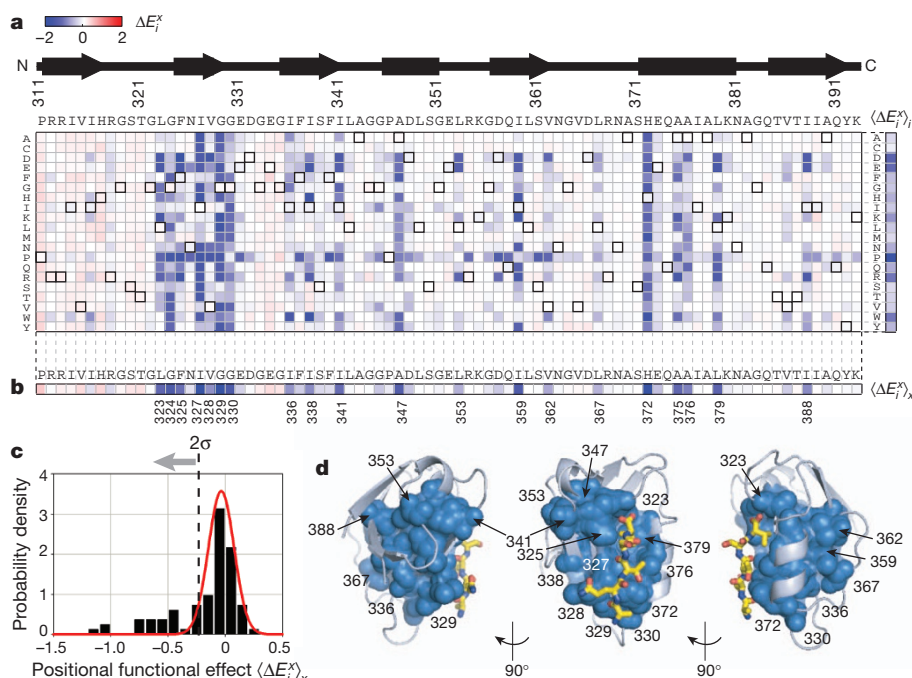 a
ΔE_i^x
−2 0 2
N C
311 321 331 341 351 361 371 381 391
PRRIVIHRGSTGLGFNIVGGEDGEGIFISFILAGGPADLSGELRKGDQILSVNGVDLRNASHEQAAIALKNAGQTVTIIAQYK
⟨ΔE_i^x⟩_i
A A
C C
D D
E E
F F
G G
H H
I I
K K
L L
M M
N N
P P
Q Q
R R
S S
T T
V V
W W
Y Y
PRRIVIHRGSTGLGFNIVGGEDGEGIFISFILAGGPADLSGELRKGDQILSVNGVDLRNASHEQAAIALKNAGQTVTIIAQYK
b
⟨ΔE_i^x⟩_x
323 324 325 327 328 329 330 336 338 341 347 353 359 362 367 372 375 376 379 388
c
2σ
Probability density
4
3
2
1
0
−1.5 −1.0 −0.5 0 0.5
Positional functional effect ⟨ΔE_i^x⟩_x
d
353
388
341
367
336
329
347
353
323
325
379
327
338
376
328
372
329
330
323
362
359
367
336
372
330
90°
90°